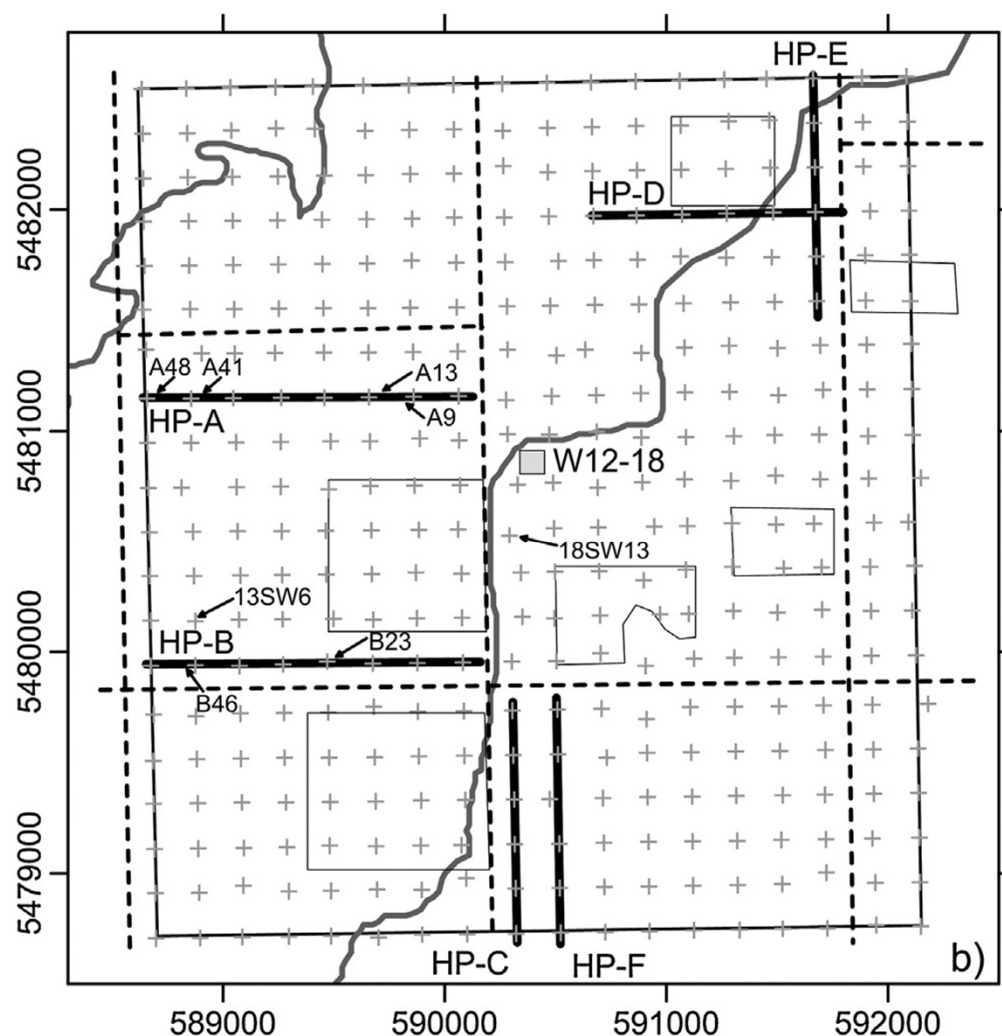 HP-E
HP-D
5482000
A48
A41
A13
HP-A
A9
5481000
W12-18
18SW13
13SW6
HP-B
B23
5480000
B46
5479000
HP-C
HP-F
b)
589000
590000
591000
592000